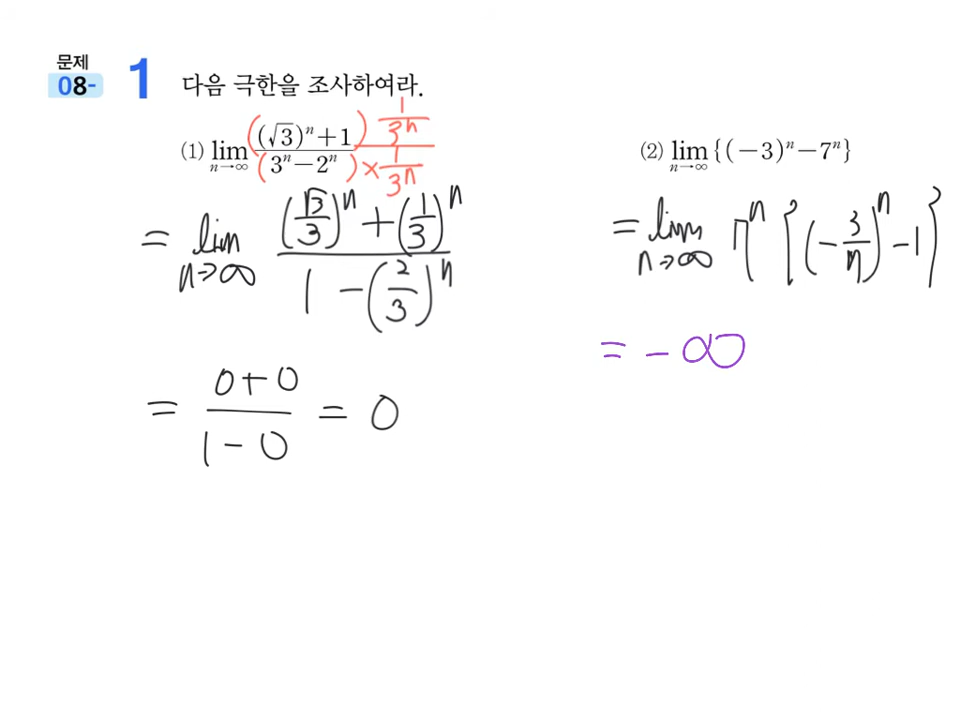 문제
08- 1 다음 극한을 조사하여라.
(1) lim_{n→∞} ((√3)^n + 1)/(3^n − 2^n) ( ) ( ) × (1/3^n)/(1/3^n)
= lim_{n→∞} ((√3/3)^n + (1/3)^n)/(1 − (2/3)^n)
= (0+0)/(1−0) = 0
(2) lim_{n→∞} {(−3)^n − 7^n}
= lim_{n→∞} 7^n {(−3/7)^n − 1}
= −∞